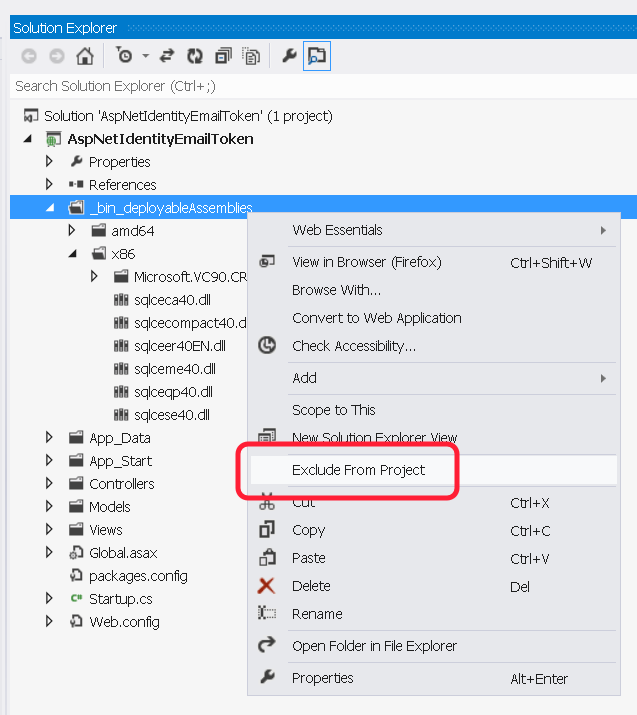 Solution Explorer
Search Solution Explorer (Ctrl+;)
Solution 'AspNetIdentityEmailToken' (1 project)
AspNetIdentityEmailToken
Properties
References
_bin_deployableAssemblies
amd64
x86
Microsoft.VC90.CR
sqlceca40.dll
sqlcecompact40.d
sqlceer40EN.dll
sqlceme40.dll
sqlceqp40.dll
sqlcese40.dll
App_Data
App_Start
Controllers
Models
Views
Global.asax
packages.config
C# Startup.cs
Web.config
Web Essentials
View in Browser (Firefox) Ctrl+Shift+W
Browse With...
Convert to Web Application
Check Accessibility...
Add
Scope to This
New Solution Explorer View
Exclude From Project
Cut Ctrl+X
Copy Ctrl+C
Paste Ctrl+V
Delete Del
Rename
Open Folder in File Explorer
Properties Alt+Enter